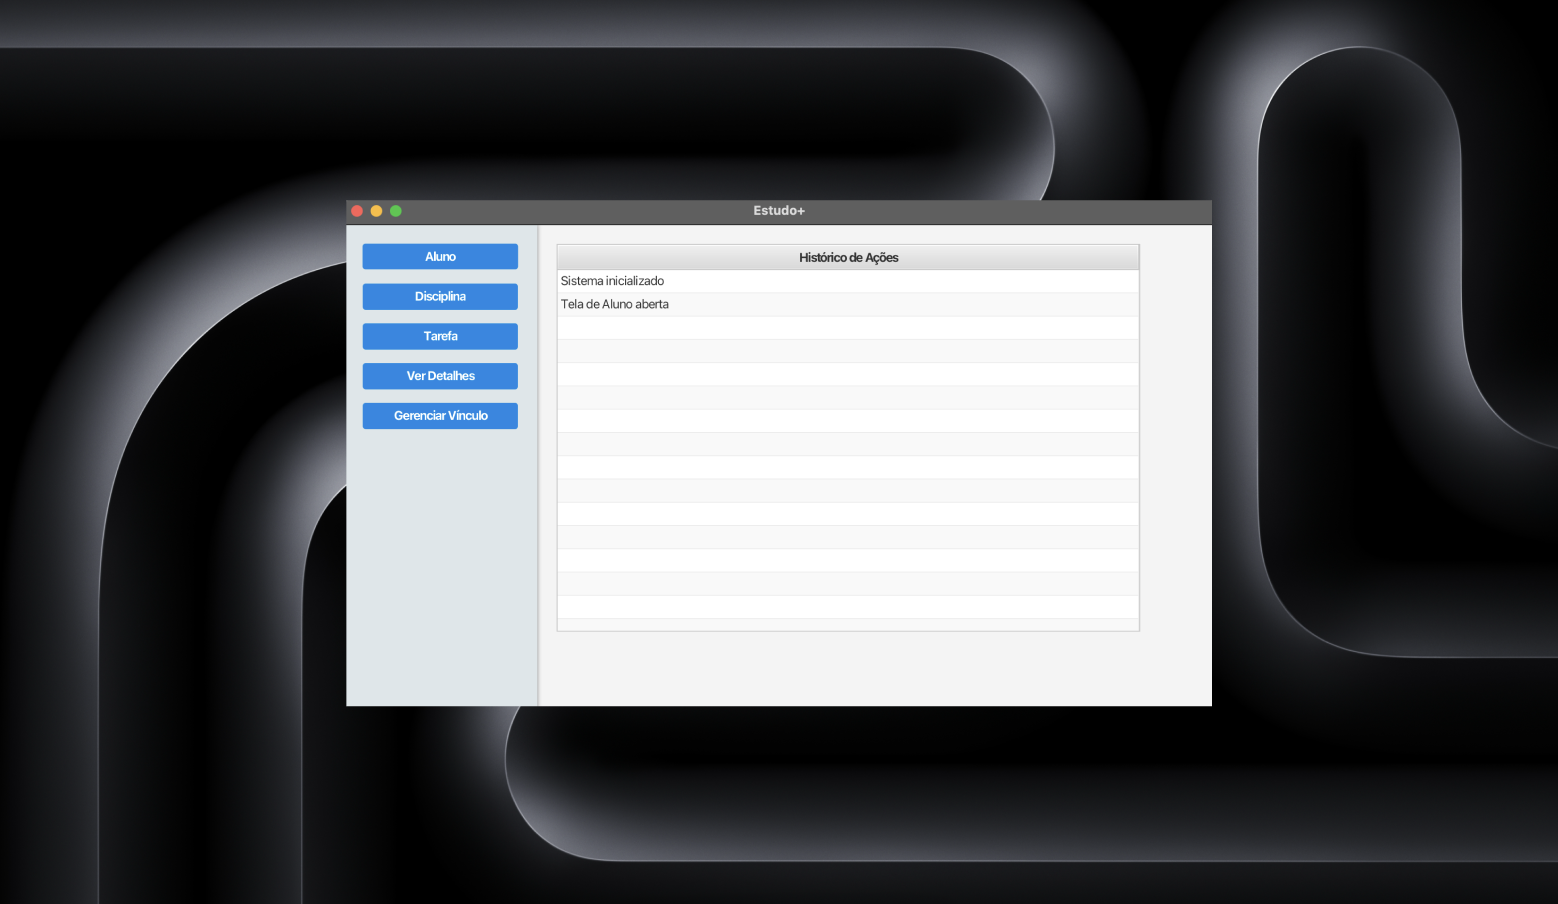 Estudo+
Aluno
Disciplina
Tarefa
Ver Detalhes
Gerenciar Vínculo
Histórico de Ações
Sistema inicializado
Tela de Aluno aberta